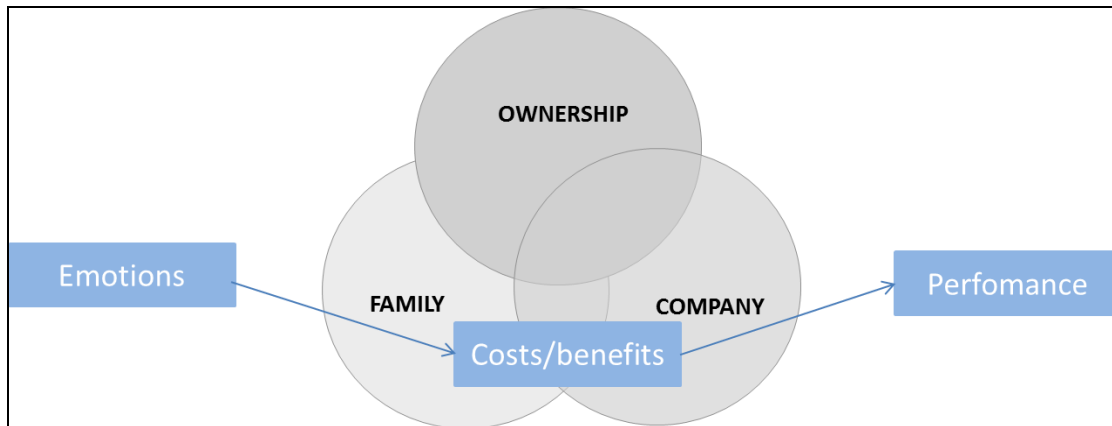 OWNERSHIP
Emotions
FAMILY
COMPANY
Costs/benefits
Perfomance